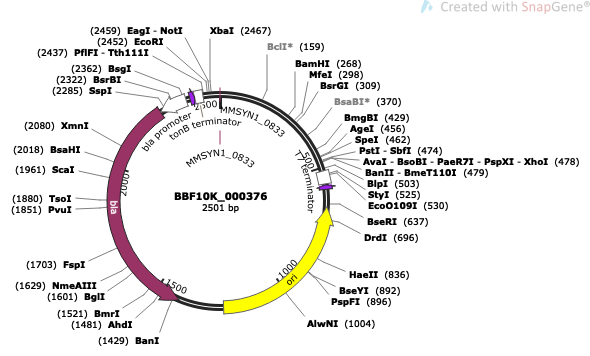 Created with SnapGene®
(2459) EagI - NotI
(2452) EcoRI
(2437) PflFI - Tth111I
(2362) BsgI
(2322) BsrBI
(2285) SspI
(2080) XmnI
(2018) BsaHI
(1961) ScaI
(1880) TsoI
(1851) PvuI
(1703) FspI
(1629) NmeAIII
(1601) BglI
(1521) BmrI
(1481) AhdI
(1429) BanI
XbaI (2467)
BclI* (159)
BamHI (268)
MfeI (298)
BsrGI (309)
BsaBI* (370)
BmgBI (429)
AgeI (456)
SpeI (462)
PstI - SbfI (474)
AvaI - BsoBI - PaeR7I - PspXI - XhoI (478)
BanII - BmeT110I (479)
BlpI (503)
StyI (525)
EcoO109I (530)
BseRI (637)
DrdI (696)
HaeII (836)
BseYI (892)
PspFI (896)
AlwNI (1004)
2500
500
1000
1500
2000
MMSYN1_0833
tonB terminator
bla promoter
MMSYN1_0833
T7 terminator
bla
ori
BBF10K_000376
2501 bp